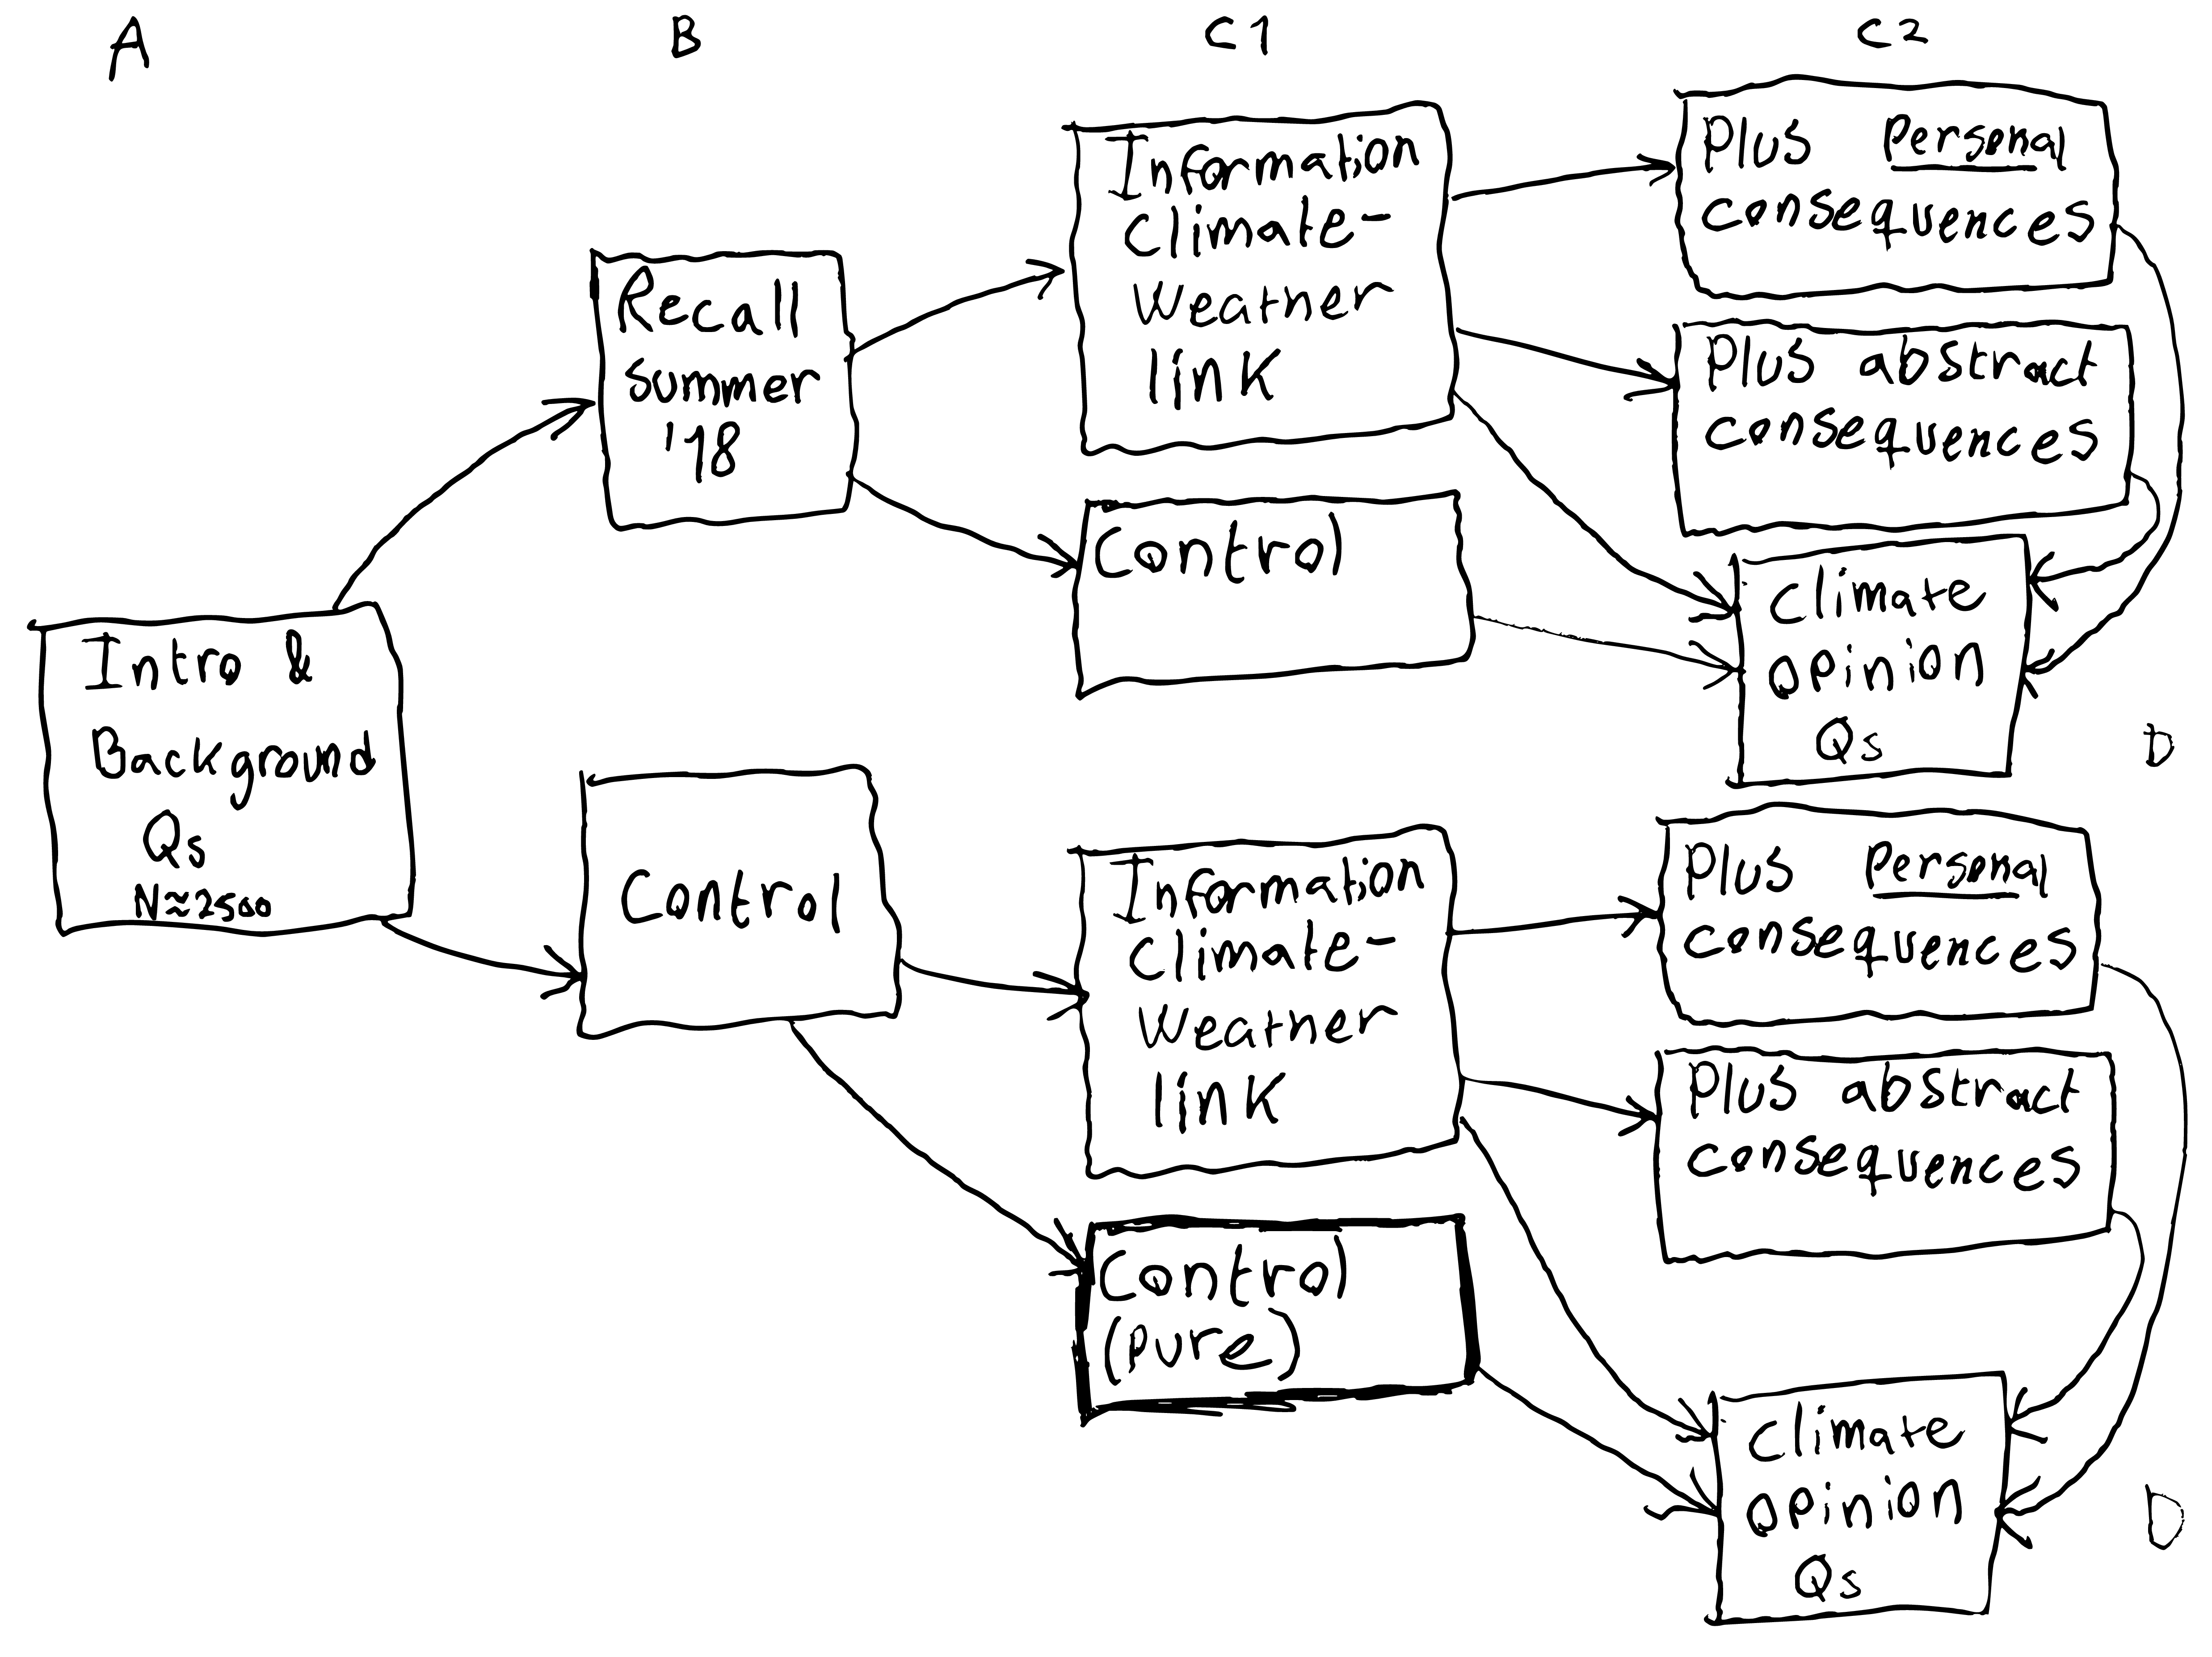 A
B
C1
C2
Intro &
Background
Qs
N≈2500
Recall
summer
'18
Control
Information
Climate-
Weather
link
Control
Information
Climate-
Weather
link
Control
(pure)
Plus Personal
consequences
Plus abstract
consequences
Climate
opinion
Qs
D
Plus Personal
consequences
Plus abstract
consequences
Climate
opinion
Qs
D